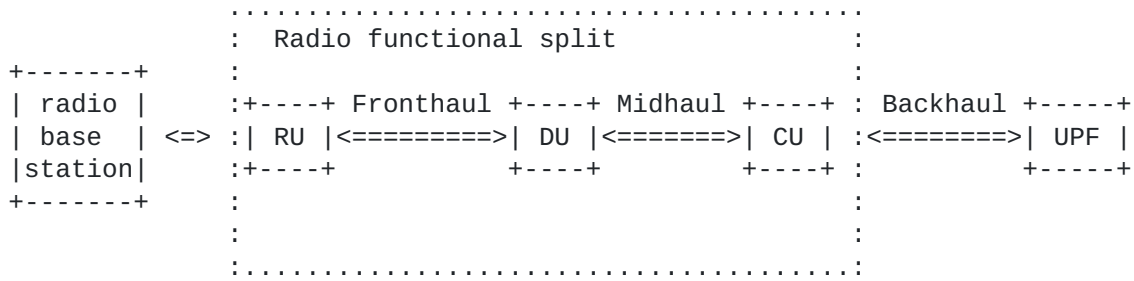 Radio functional split
radio
base
station
<=>
Fronthaul Midhaul Backhaul
RU <=========> DU <=======> CU <========> UPF